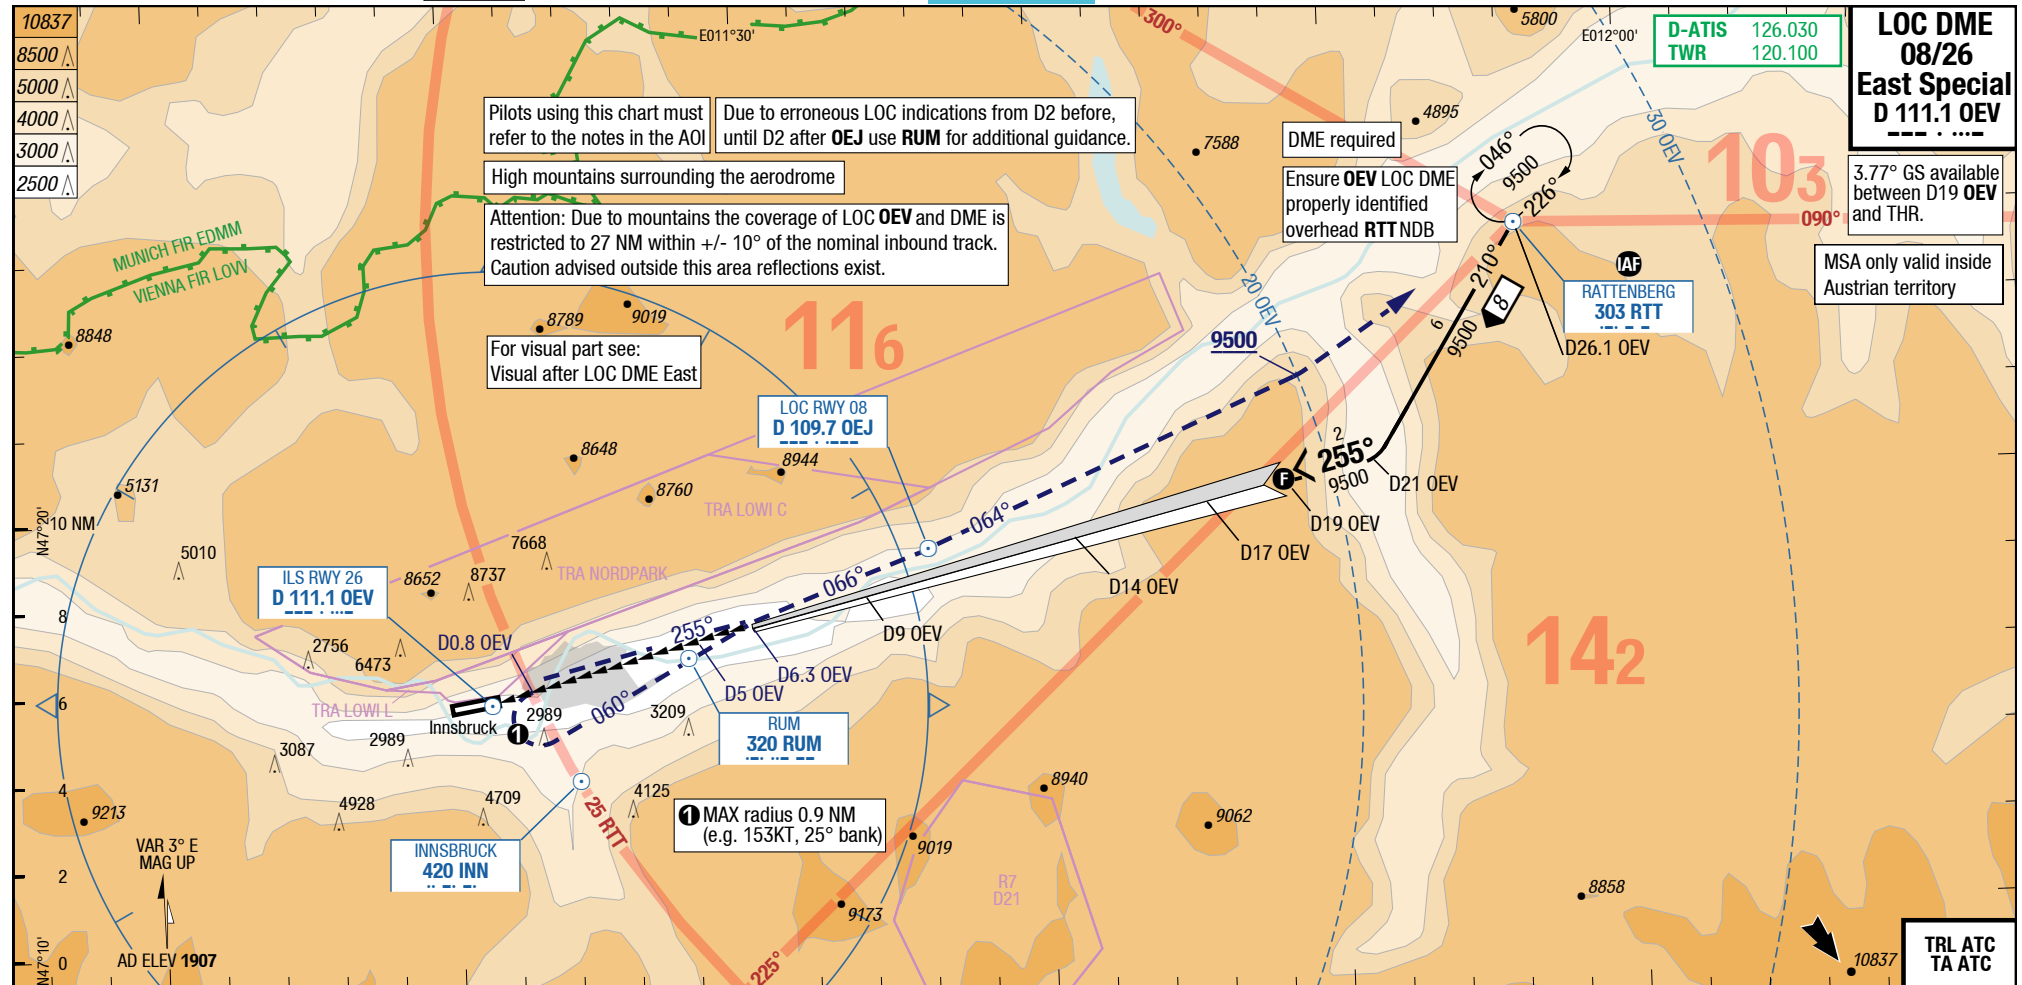 10837
8500
5000
4000
3000
2500
E011°30'
E012°00'
5800
300°
D-ATIS 126.030
TWR 120.100
LOC DME
08/26
East Special
D 111.1 OEV
3.77° GS available
between D19 OEV
and THR.
MSA only valid inside
Austrian territory
Pilots using this chart must
refer to the notes in the AOI
Due to erroneous LOC indications from D2 before,
until D2 after OEJ use RUM for additional guidance.
High mountains surrounding the aerodrome
Attention: Due to mountains the coverage of LOC OEV and DME is
restricted to 27 NM within +/- 10° of the nominal inbound track.
Caution advised outside this area reflections exist.
DME required
Ensure OEV LOC DME
properly identified
overhead RTT NDB
4895
7588
046°
9500
226°
30 OEV
103
090°
MUNICH FIR EDMM
VIENNA FIR LOVV
8848
8789
9019
For visual part see:
Visual after LOC DME East
116
20 OEV
9500
210°
8
6
9500
IAF
RATTENBERG
303 RTT
D26.1 OEV
LOC RWY 08
D 109.7 OEJ
8648
8944
8760
TRA LOWI C
2
255°
9500
D21 OEV
F
D19 OEV
D17 OEV
D14 OEV
D9 OEV
5131
10 NM
N47°20'
5010
7668
8652
8737
TRA NORDPARK
064°
066°
ILS RWY 26
D 111.1 OEV
8
2756
6473
D0.8 OEV
255°
D6.3 OEV
D5 OEV
142
6
TRA LOWI L
Innsbruck
1
2989
060°
3209
RUM
320 RUM
3087
2989
4
9213
4928
4709
4125
25 RTT
1 MAX radius 0.9 NM
(e.g. 153KT, 25° bank)
8940
9062
9019
INNSBRUCK
420 INN
VAR 3° E
MAG UP
2
R7
D21
8858
9173
225°
N47°10'
0
AD ELEV 1907
10837
TRL ATC
TA ATC